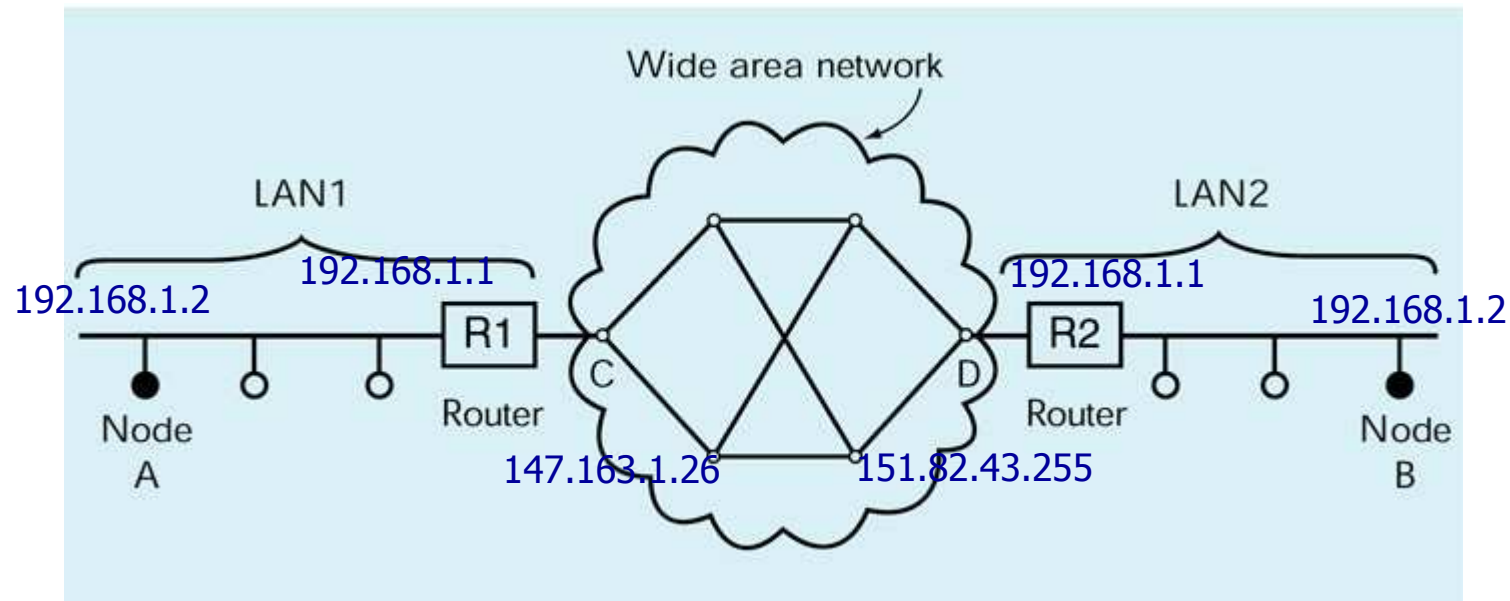 Wide area network
LAN1
LAN2
192.168.1.2
192.168.1.1
192.168.1.1
192.168.1.2
R1
R2
C
D
Node
A
Router
Router
Node
B
147.163.1.26
151.82.43.255